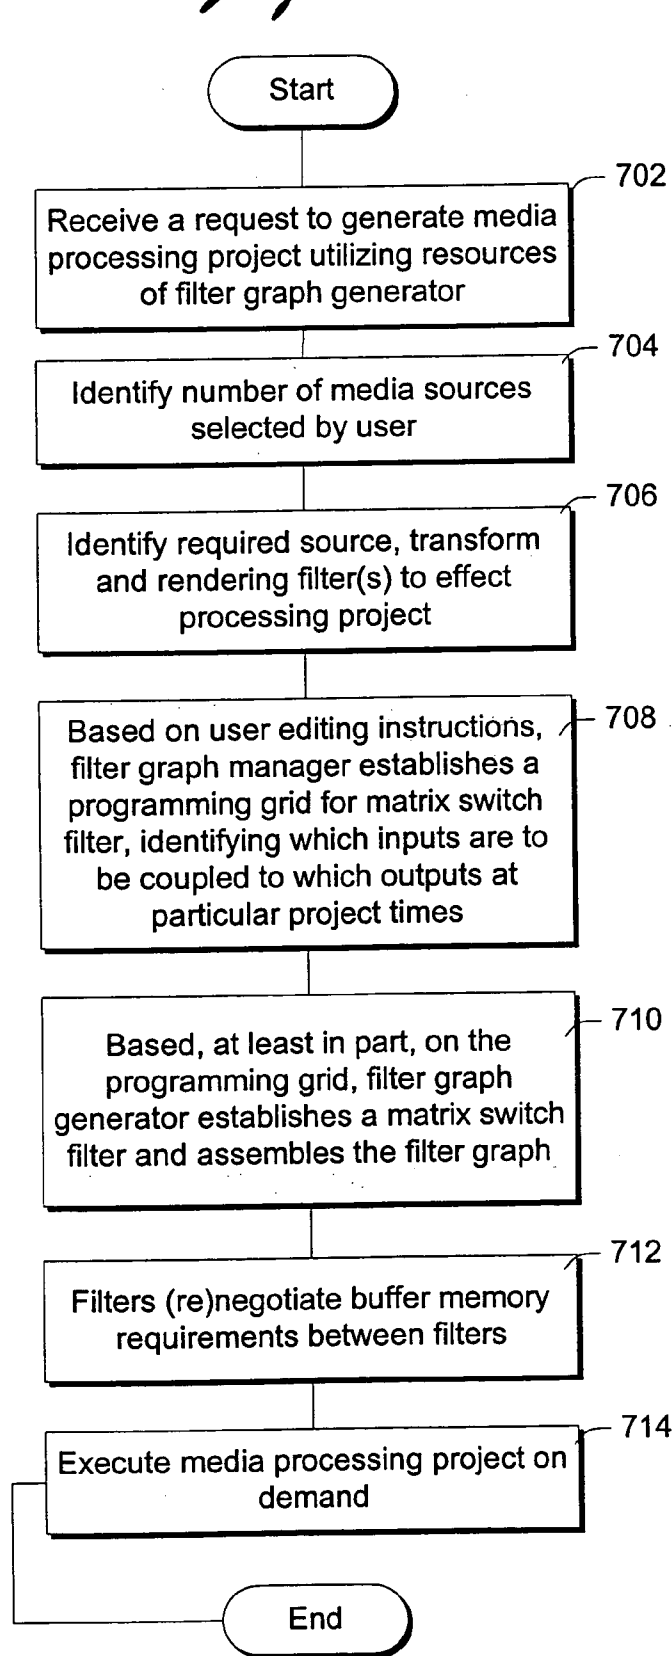 Start
702
Receive a request to generate media
processing project utilizing resources
of filter graph generator
704
Identify number of media sources
selected by user
706
Identify required source, transform
and rendering filter(s) to effect
processing project
708
Based on user editing instructions,
filter graph manager establishes a
programming grid for matrix switch
filter, identifying which inputs are to
be coupled to which outputs at
particular project times
710
Based, at least in part, on the
programming grid, filter graph
generator establishes a matrix switch
filter and assembles the filter graph
712
Filters (re)negotiate buffer memory
requirements between filters
714
Execute media processing project on
demand
End